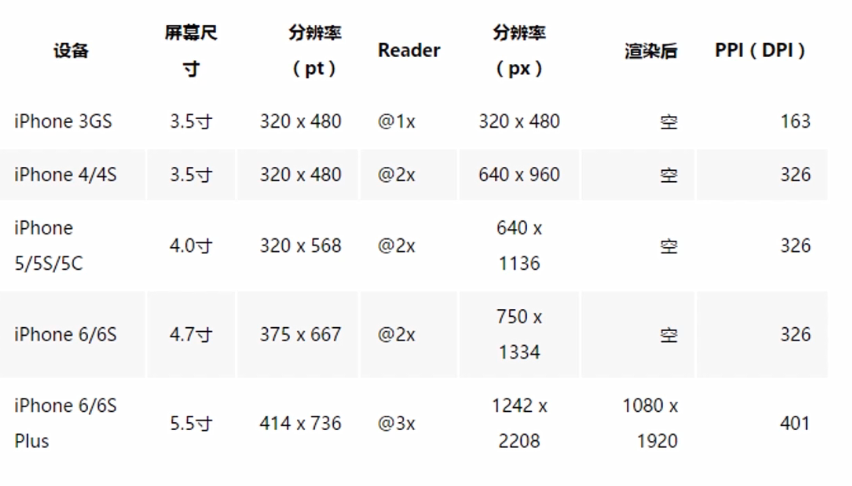 设备 屏幕尺寸 分辨率（pt） Reader 分辨率（px） 渲染后 PPI（DPI）
iPhone 3GS 3.5寸 320 x 480 @1x 320 x 480 空 163
iPhone 4/4S 3.5寸 320 x 480 @2x 640 x 960 空 326
iPhone 5/5S/5C 4.0寸 320 x 568 @2x 640 x 1136 空 326
iPhone 6/6S 4.7寸 375 x 667 @2x 750 x 1334 空 326
iPhone 6/6S Plus 5.5寸 414 x 736 @3x 1242 x 2208 1080 x 1920 401